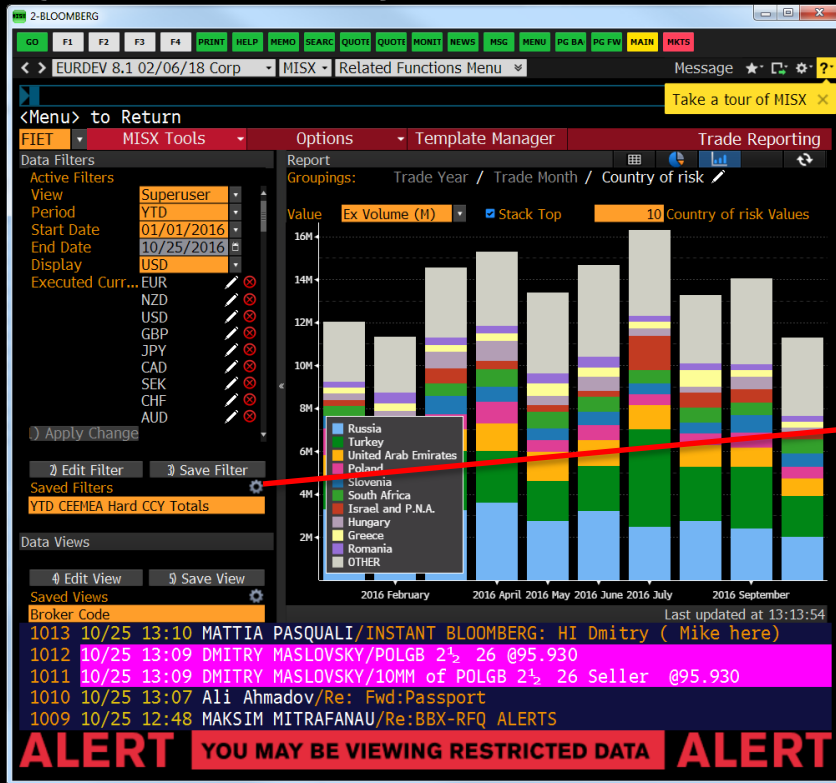 2-BLOOMBERG
GO F1 F2 F3 F4 PRINT HELP MEMO SEARC QUOTE QUOTE MONIT NEWS MSG MENU PG BA PG FW MAIN MKTS
< > EURDEV 8.1 02/06/18 Corp MISX Related Functions Menu Message
Take a tour of MISX ×
<Menu> to Return
FIET MISX Tools Options Template Manager Trade Reporting
Data Filters Report
Active Filters Groupings: Trade Year / Trade Month / Country of risk
View Superuser
Period YTD Value Ex Volume (M) Stack Top 10 Country of risk Values
Start Date 01/01/2016
End Date 10/25/2016
Display USD
Executed Curr... EUR
NZD
USD
GBP
JPY
CAD
SEK
CHF
AUD
) Apply Change
2) Edit Filter 3) Save Filter
Saved Filters
YTD CEEMEA Hard CCY Totals
Data Views
4) Edit View 5) Save View
Saved Views
Broker Code
16M
14M
12M
10M
8M
6M
4M
2M
Russia
Turkey
United Arab Emirates
Poland
Slovenia
South Africa
Israel and P.N.A.
Hungary
Greece
Romania
OTHER
2016 February 2016 April 2016 May 2016 June 2016 July 2016 September
Last updated at 13:13:54
1013 10/25 13:10 MATTIA PASQUALI/INSTANT BLOOMBERG: HI Dmitry ( Mike here)
1012 10/25 13:09 DMITRY MASLOVSKY/POLGB 2½ 26 @95.930
1011 10/25 13:09 DMITRY MASLOVSKY/10MM of POLGB 2½ 26 Seller @95.930
1010 10/25 13:07 Ali Ahmadov/Re: Fwd:Passport
1009 10/25 12:48 MAKSIM MITRAFANAU/Re:BBX-RFQ ALERTS
ALERT YOU MAY BE VIEWING RESTRICTED DATA ALERT